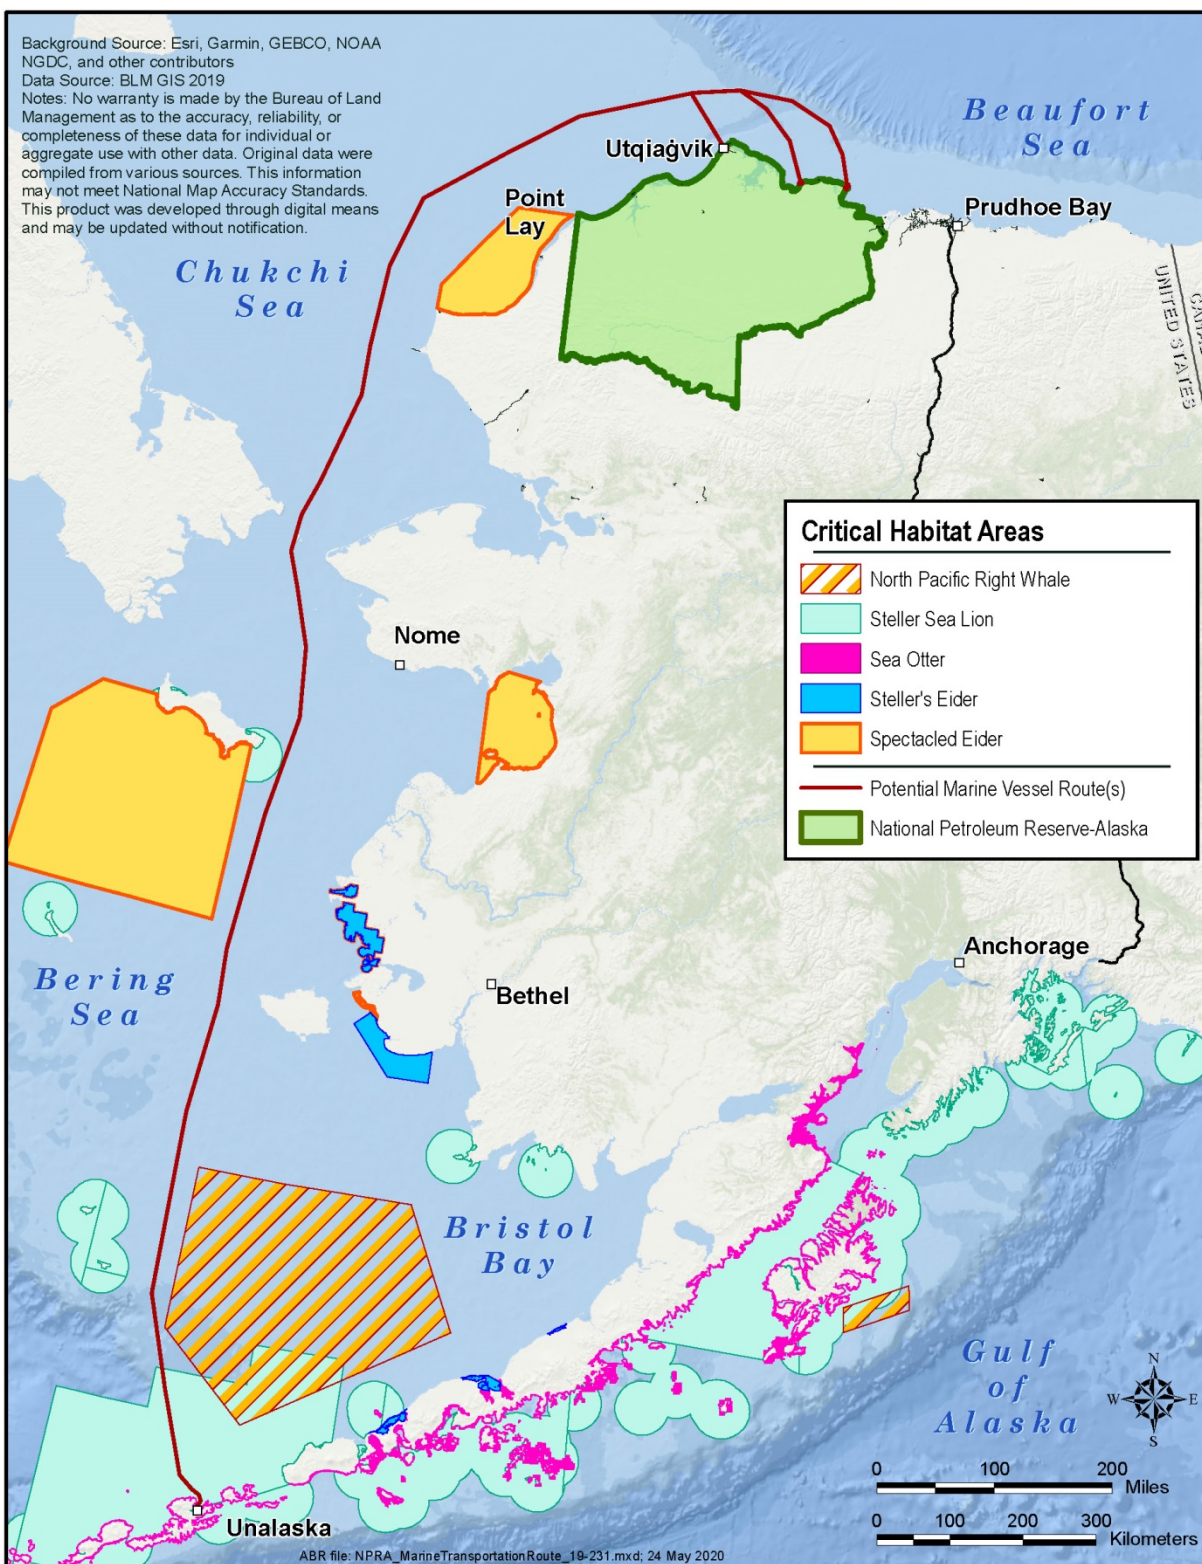 Background Source: Esri, Garmin, GEBCO, NOAA
NGDC, and other contributors
Data Source: BLM GIS 2019
Notes: No warranty is made by the Bureau of Land
Management as to the accuracy, reliability, or
completeness of these data for individual or
aggregate use with other data. Original data were
compiled from various sources. This information
may not meet National Map Accuracy Standards.
This product was developed through digital means
and may be updated without notification.
Beaufort
Sea
Utqiaġvik
Point
Lay
Prudhoe Bay
Chukchi
Sea
UNITED STATES
Critical Habitat Areas
North Pacific Right Whale
Steller Sea Lion
Sea Otter
Steller's Eider
Spectacled Eider
Potential Marine Vessel Route(s)
National Petroleum Reserve-Alaska
Nome
Anchorage
Bering
Sea
Bethel
Bristol
Bay
Gulf
of
Alaska
N
W E
S
0 100 200
Miles
0 100 200 300
Kilometers
Unalaska
ABR file: NPRA_MarineTransportationRoute_19-231.mxd; 24 May 2020